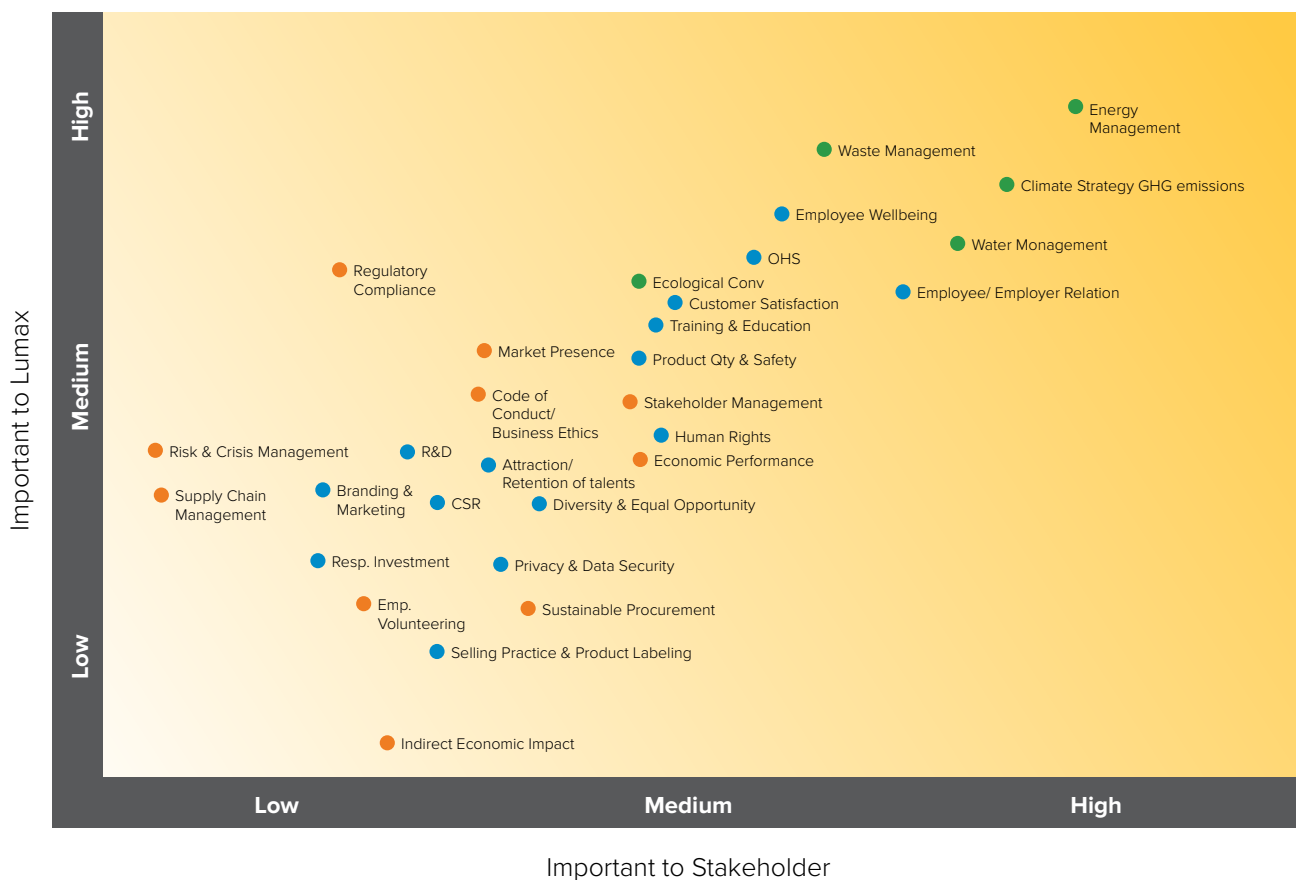 High
Energy
Management
Waste Management
Climate Strategy GHG emissions
Employee Wellbeing
Water Monagement
OHS
Regulatory
Compliance
Ecological Conv
Employee/ Employer Relation
Customer Satisfaction
Training & Education
Market Presence
Product Qty & Safety
Medium
Code of
Conduct/
Business Ethics
Stakeholder Management
Human Rights
Risk & Crisis Management
R&D
Economic Performance
Attraction/
Retention of talents
Supply Chain
Management
Branding &
Marketing
CSR
Diversity & Equal Opportunity
Resp. Investment
Privacy & Data Security
Emp.
Volunteering
Sustainable Procurement
Low
Selling Practice & Product Labeling
Indirect Economic Impact
Important to Lumax
Low
Medium
High
Important to Stakeholder